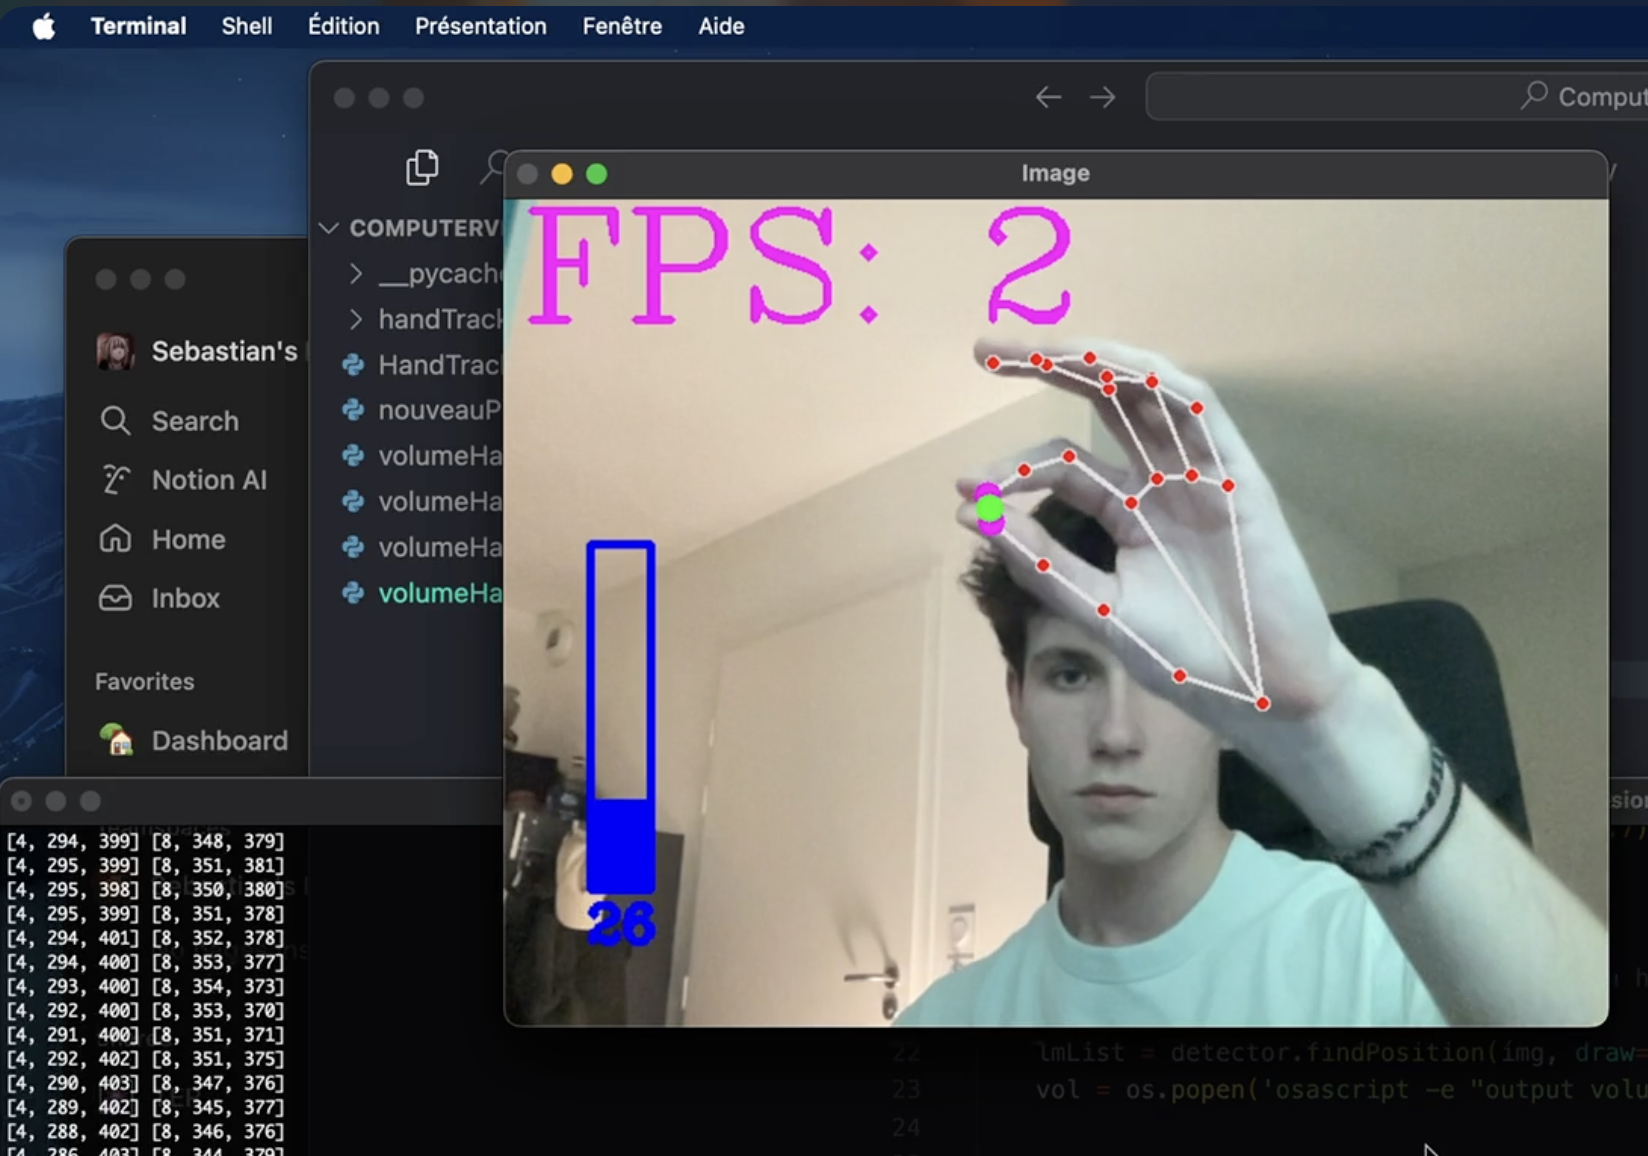 Terminal Shell Édition Présentation Fenêtre Aide
Comput
Image
COMPUTERV
__pycach
handTrack
HandTrac
nouveauP
volumeHa
volumeHa
volumeHa
volumeHa
Sebastian's
Search
Notion AI
Home
Inbox
Favorites
Dashboard
FPS: 2
26
[4, 294, 399] [8, 348, 379]
[4, 295, 399] [8, 351, 381]
[4, 295, 398] [8, 350, 380]
[4, 295, 399] [8, 351, 378]
[4, 294, 401] [8, 352, 378]
[4, 294, 400] [8, 353, 377]
[4, 293, 400] [8, 354, 373]
[4, 292, 400] [8, 353, 370]
[4, 291, 400] [8, 351, 371]
[4, 292, 402] [8, 351, 375]
[4, 290, 403] [8, 347, 376]
[4, 289, 402] [8, 345, 377]
[4, 288, 402] [8, 346, 376]
[4, 286, 403] [8, 344, 379]
22 lmList = detector.findPosition(img, draw=
23 vol = os.popen('osascript -e "output volu
24